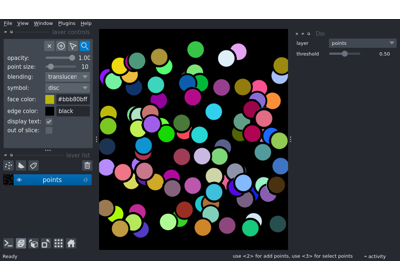 File View Window Plugins Help
layer controls
opacity: 1.00
point size: 10
blending: translucen
symbol: disc
face color: #bbb80bff
edge color: black
display text: ✓
out of slice:
layer list
points
Do
layer points
threshold 0.50
Ready
use <2> for add points, use <3> for select points
activity